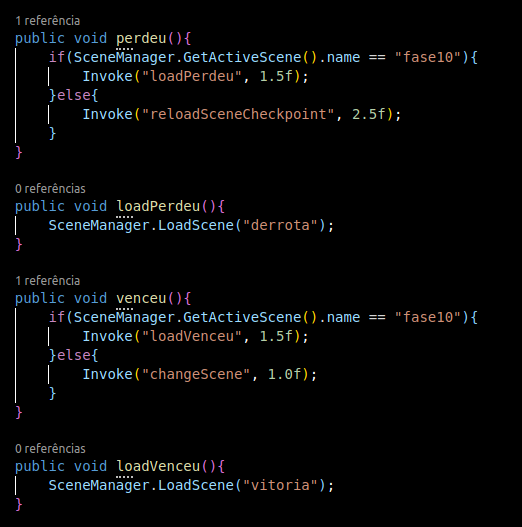 1 referência
public void perdeu(){
    if(SceneManager.GetActiveScene().name == "fase10"){
        Invoke("loadPerdeu", 1.5f);
    }else{
        Invoke("reloadSceneCheckpoint", 2.5f);
    }
}
0 referências
public void loadPerdeu(){
    SceneManager.LoadScene("derrota");
}
1 referência
public void venceu(){
    if(SceneManager.GetActiveScene().name == "fase10"){
        Invoke("loadVenceu", 1.5f);
    }else{
        Invoke("changeScene", 1.0f);
    }
}
0 referências
public void loadVenceu(){
    SceneManager.LoadScene("vitoria");
}